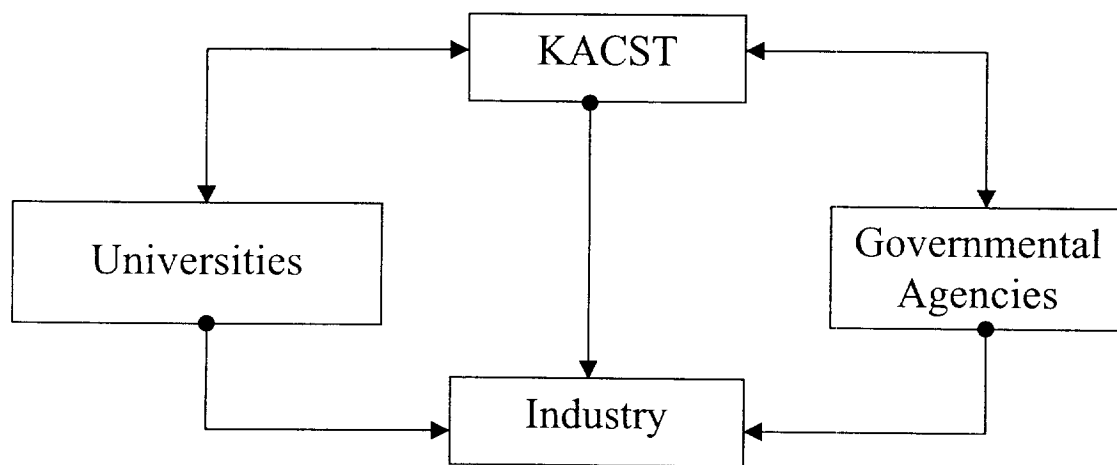 KACST
Universities
Governmental
Agencies
Industry